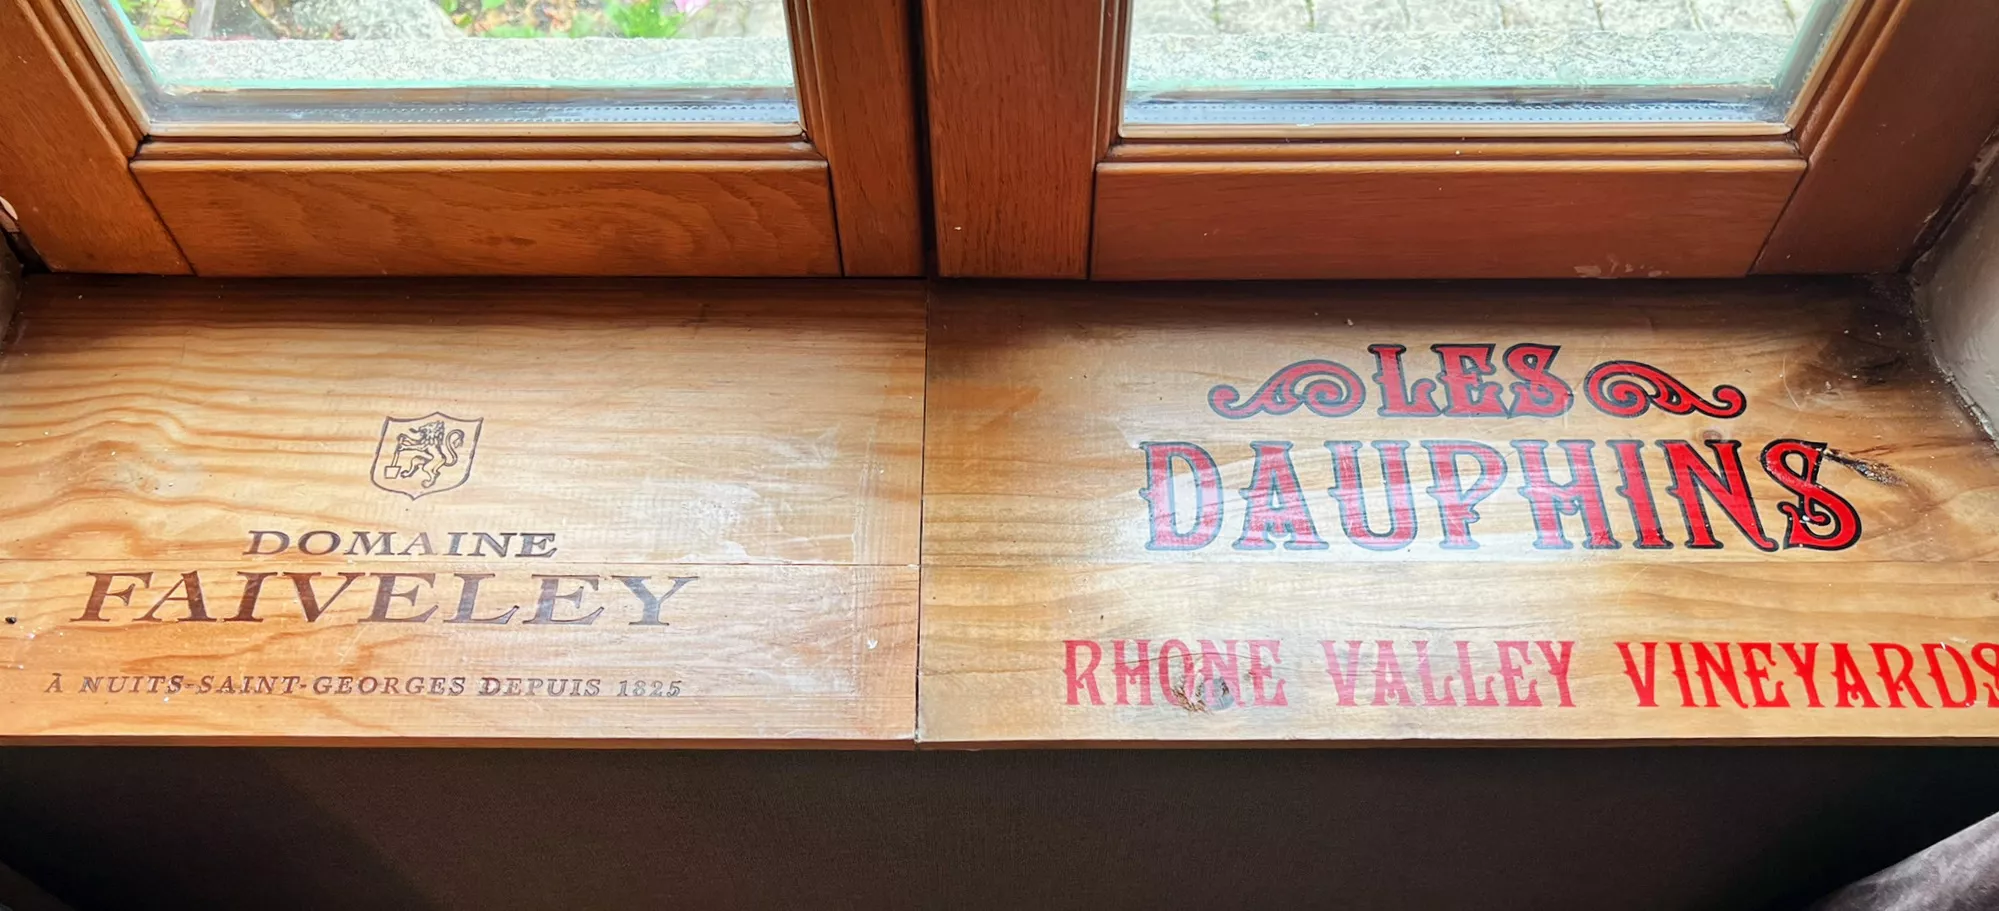 DOMAINE
FAIVELEY
À NUITS-SAINT-GEORGES DEPUIS 1825
LES
DAUPHINS
RHONE VALLEY VINEYARDS